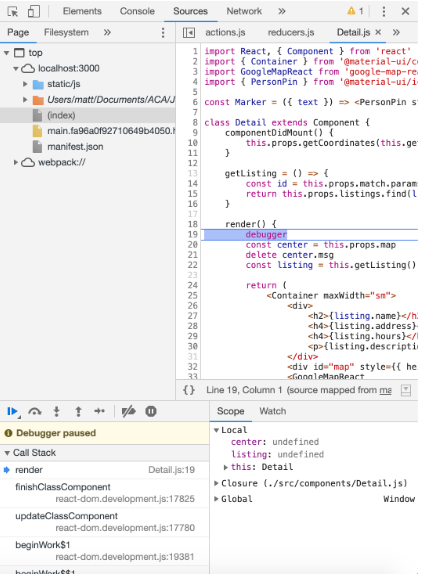 Elements Console Sources Network » 1
Page Filesystem »
actions.js reducers.js Detail.js × »
top
localhost:3000
static/js
Users/matt/Documents/ACA/J
(index)
main.fa96a0f92710649b4050.h
manifest.json
webpack://
1 import React, { Component } from 'react'
2 import { Container } from '@material-ui/c
3 import GoogleMapReact from 'google-map-re
4 import { PersonPin } from '@material-ui/i
5
6 const Marker = ({ text }) => <PersonPin s
7
8 class Detail extends Component {
9 componentDidMount() {
10 this.props.getCoordinates(this.ge
11 }
12
13 getListing = () => {
14 const id = this.props.match.param
15 return this.props.listings.find(l
16 }
17
18 render() {
19 debugger
20 const center = this.props.map
21 delete center.msg
22 const listing = this.getListing()
23
24 return (
25 <Container maxWidth="sm">
26 <div>
27 <h2>{listing.name}</h
28 <h4>{listing.address}
29 <h4>{listing.hours}</
30 <p>{listing.descripti
31 </div>
32 <div id="map" style={{ he
33 <GoogleMapReact
{} Line 19, Column 1 (source mapped from ma
Debugger paused
Call Stack
render Detail.js:19
finishClassComponent
react-dom.development.js:17825
updateClassComponent
react-dom.development.js:17780
beginWork$1
react-dom.development.js:19381
beginWork$$1
Scope Watch
Local
center: undefined
listing: undefined
this: Detail
Closure (./src/components/Detail.js)
Global Window